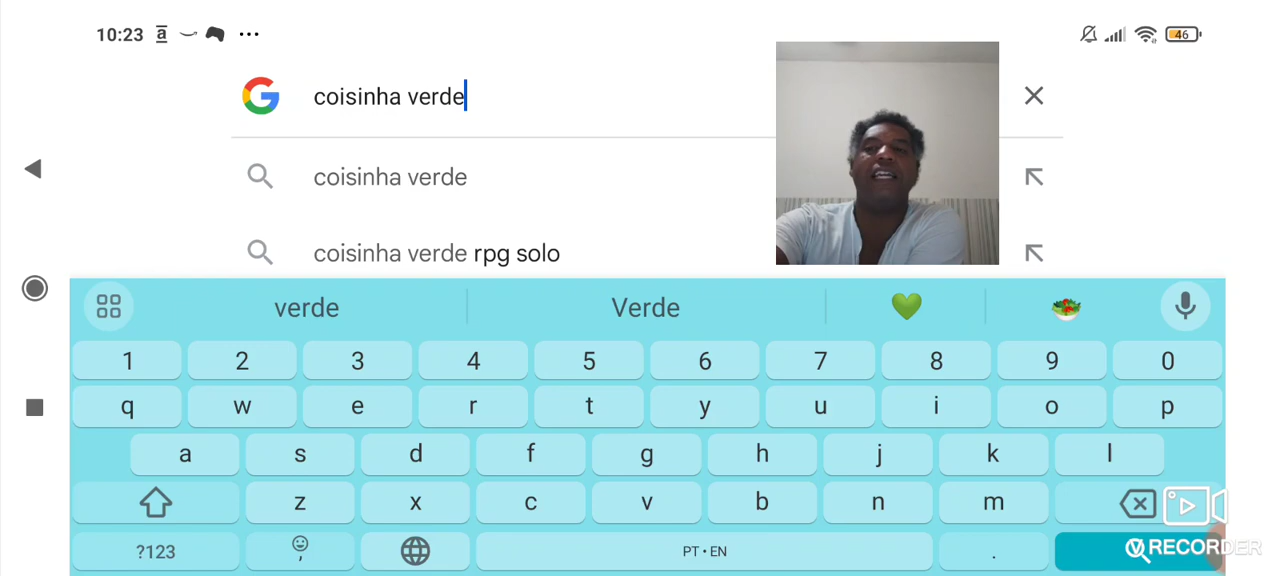 10:23 a ... 46
coisinha verde
coisinha verde
coisinha verde rpg solo
verde Verde
1 2 3 4 5 6 7 8 9 0
q w e r t y u i o p
a s d f g h j k l
z x c v b n m
?123 , PT • EN .
VRECORDER